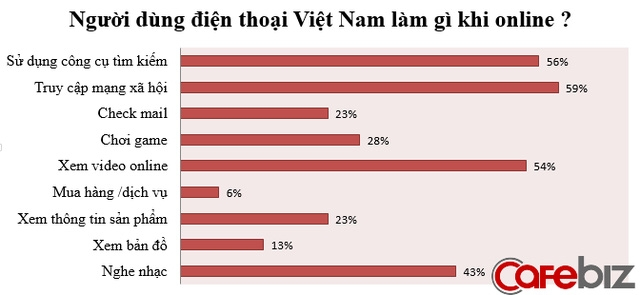 Người dùng điện thoại Việt Nam làm gì khi online ?
Sử dụng công cụ tìm kiếm 56%
Truy cập mạng xã hội 59%
Check mail 23%
Chơi game 28%
Xem video online 54%
Mua hàng /dịch vụ 6%
Xem thông tin sản phẩm 23%
Xem bản đồ 13%
Nghe nhạc 43%
Cafebiz